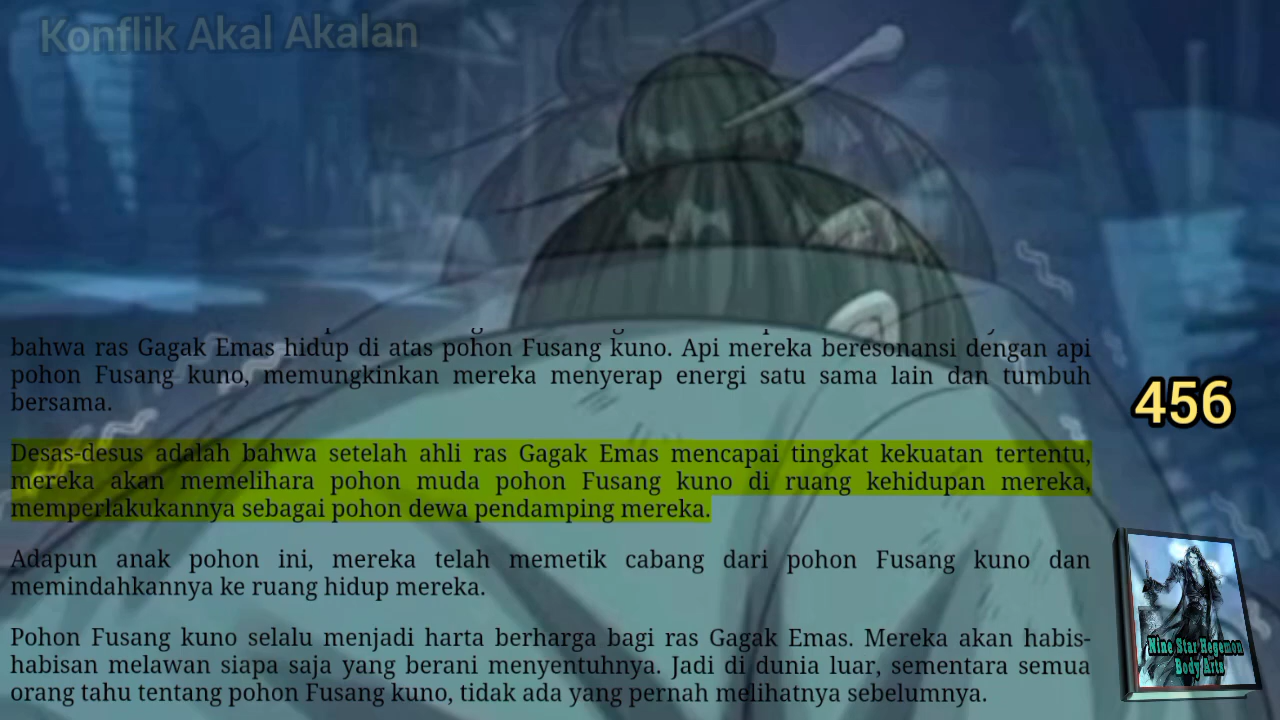 Konflik Akal Akalan
bahwa ras Gagak Emas hidup di atas pohon Fusang kuno. Api mereka beresonansi dengan api
pohon Fusang kuno, memungkinkan mereka menyerap energi satu sama lain dan tumbuh
bersama.
Desas-desus adalah bahwa setelah ahli ras Gagak Emas mencapai tingkat kekuatan tertentu,
mereka akan memelihara pohon muda pohon Fusang kuno di ruang kehidupan mereka,
memperlakukannya sebagai pohon dewa pendamping mereka.
456
Adapun anak pohon ini, mereka telah memetik cabang dari pohon Fusang kuno dan
memindahkannya ke ruang hidup mereka.
Pohon Fusang kuno selalu menjadi harta berharga bagi ras Gagak Emas. Mereka akan habis-
habisan melawan siapa saja yang berani menyentuhnya. Jadi di dunia luar, sementara semua
orang tahu tentang pohon Fusang kuno, tidak ada yang pernah melihatnya sebelumnya.
Nine Star Hegemon
Body Arts